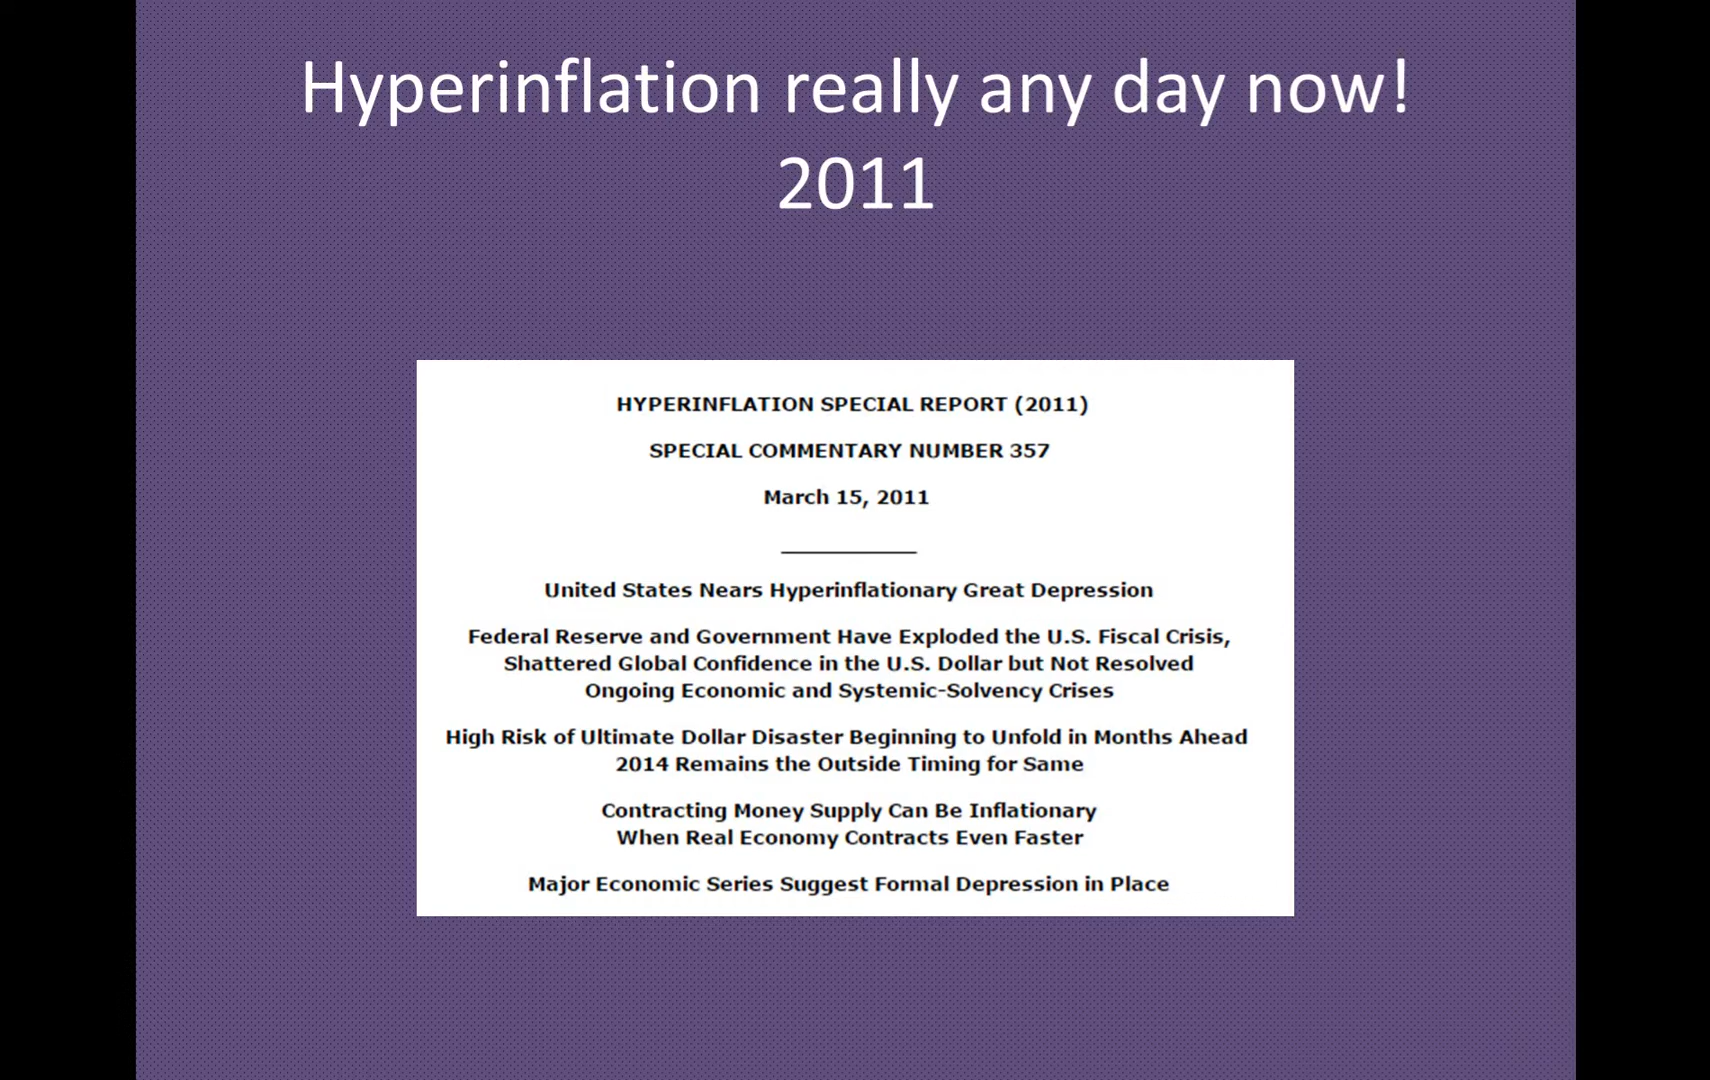 Hyperinflation really any day now!
2011
HYPERINFLATION SPECIAL REPORT (2011)
SPECIAL COMMENTARY NUMBER 357
March 15, 2011
United States Nears Hyperinflationary Great Depression
Federal Reserve and Government Have Exploded the U.S. Fiscal Crisis,
Shattered Global Confidence in the U.S. Dollar but Not Resolved
Ongoing Economic and Systemic-Solvency Crises
High Risk of Ultimate Dollar Disaster Beginning to Unfold in Months Ahead
2014 Remains the Outside Timing for Same
Contracting Money Supply Can Be Inflationary
When Real Economy Contracts Even Faster
Major Economic Series Suggest Formal Depression in Place